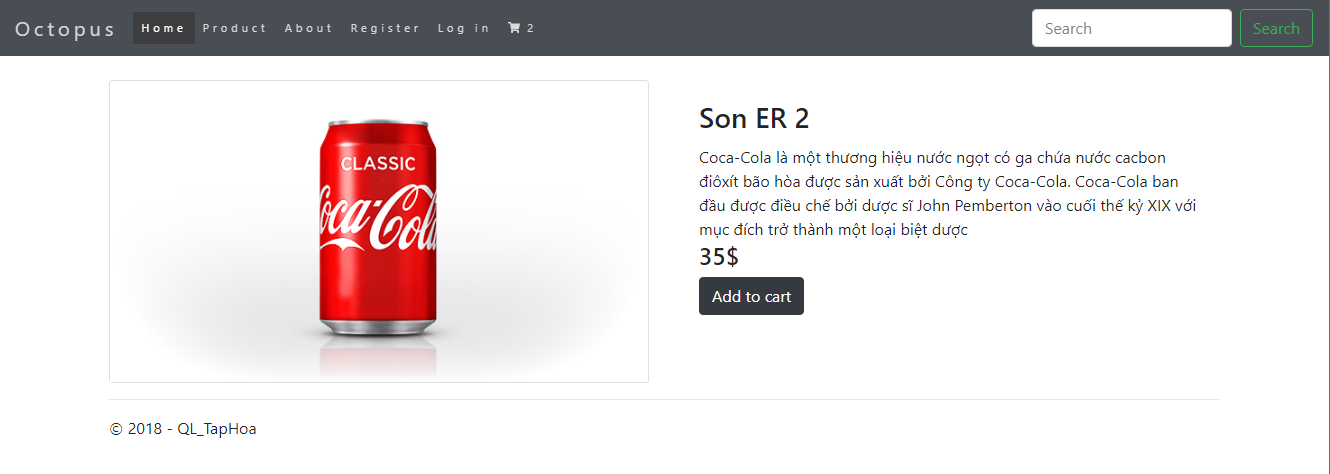 Octopus Home Product About Register Log in 2 Search Search
CLASSIC
Coca-Cola
Son ER 2
Coca-Cola là một thương hiệu nước ngọt có ga chứa nước cacbon
điôxít bão hòa được sản xuất bởi Công ty Coca-Cola. Coca-Cola ban
đầu được điều chế bởi dược sĩ John Pemberton vào cuối thế kỷ XIX với
mục đích trở thành một loại biệt dược
35$
Add to cart
© 2018 - QL_TapHoa